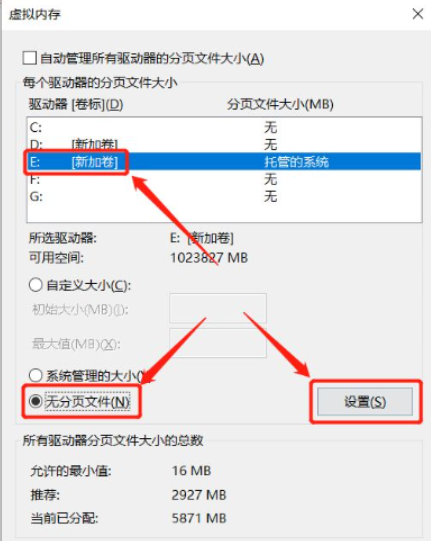 虚拟内存
自动管理所有驱动器的分页文件大小(A)
每个驱动器的分页文件大小
驱动器 [卷标](D) 分页文件大小(MB)
C: 无
D: [新加卷] 无
E: [新加卷] 托管的系统
F: 无
G: 无
所选驱动器: E: [新加卷]
可用空间: 1023827 MB
自定义大小(C):
初始大小(MB)(I):
最大值(MB)(X):
系统管理的大小
无分页文件(N) 设置(S)
所有驱动器分页文件大小的总数
允许的最小值: 16 MB
推荐: 2927 MB
当前已分配: 5871 MB